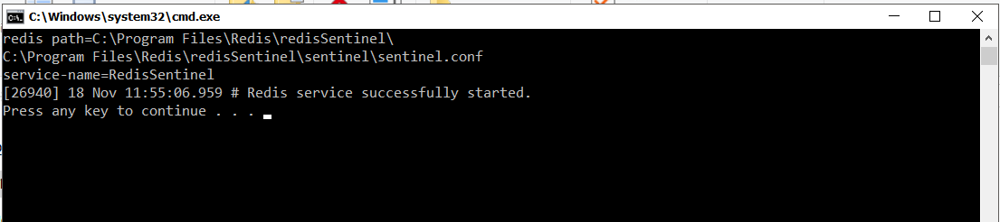 C:\Windows\system32\cmd.exe
redis path=C:\Program Files\Redis\redisSentinel\
C:\Program Files\Redis\redisSentinel\sentinel\sentinel.conf
service-name=RedisSentinel
[26940] 18 Nov 11:55:06.959 # Redis service successfully started.
Press any key to continue . . .